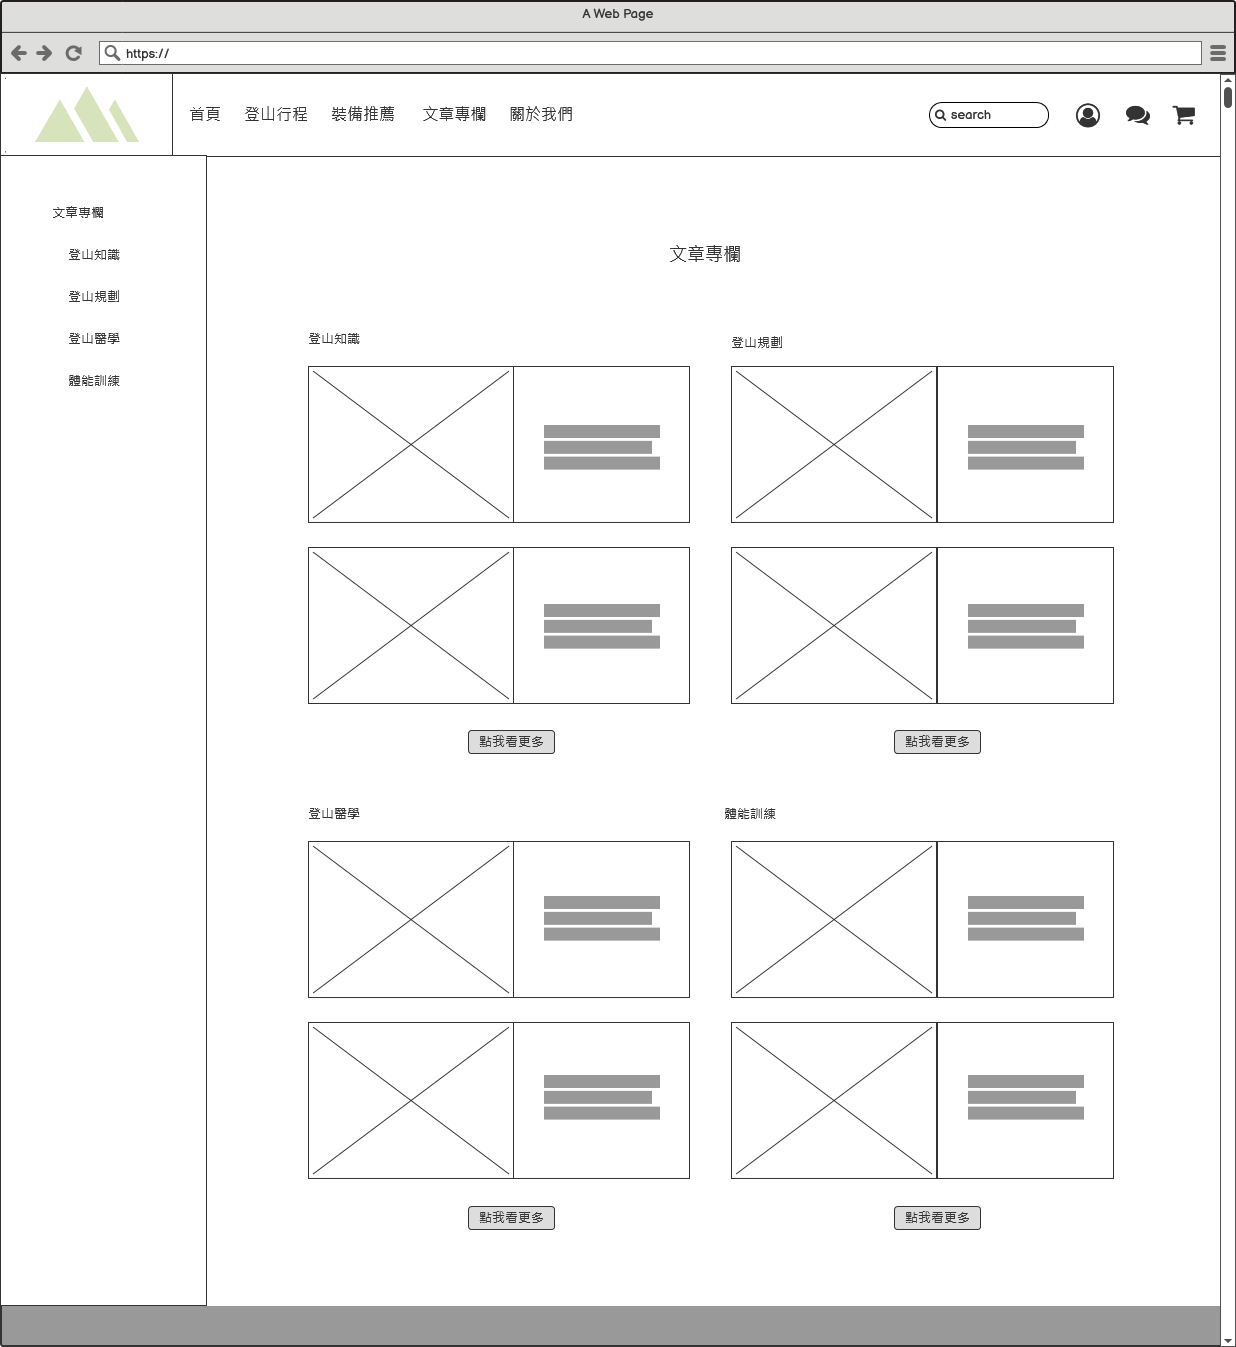 A Web Page
https://
首頁 登山行程 裝備推薦 文章專欄 關於我們 search
文章專欄
登山知識
登山規劃
登山醫學
體能訓練
文章專欄
登山知識 登山規劃
點我看更多 點我看更多
登山醫學 體能訓練
點我看更多 點我看更多